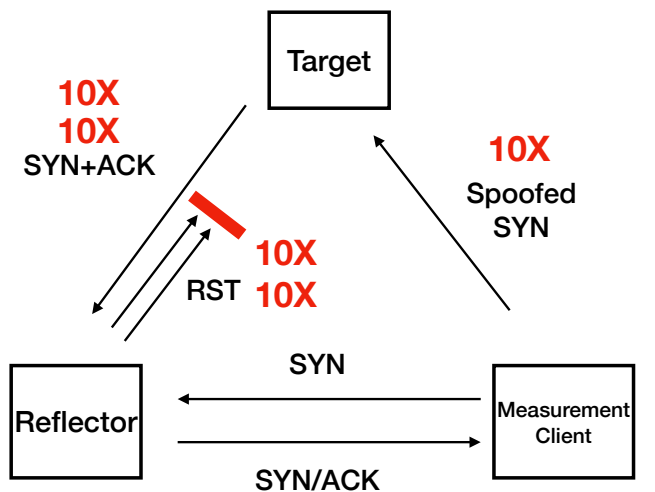 Target
10X
10X
SYN+ACK
10X
Spoofed
SYN
RST
10X
10X
SYN
Reflector
Measurement
Client
SYN/ACK